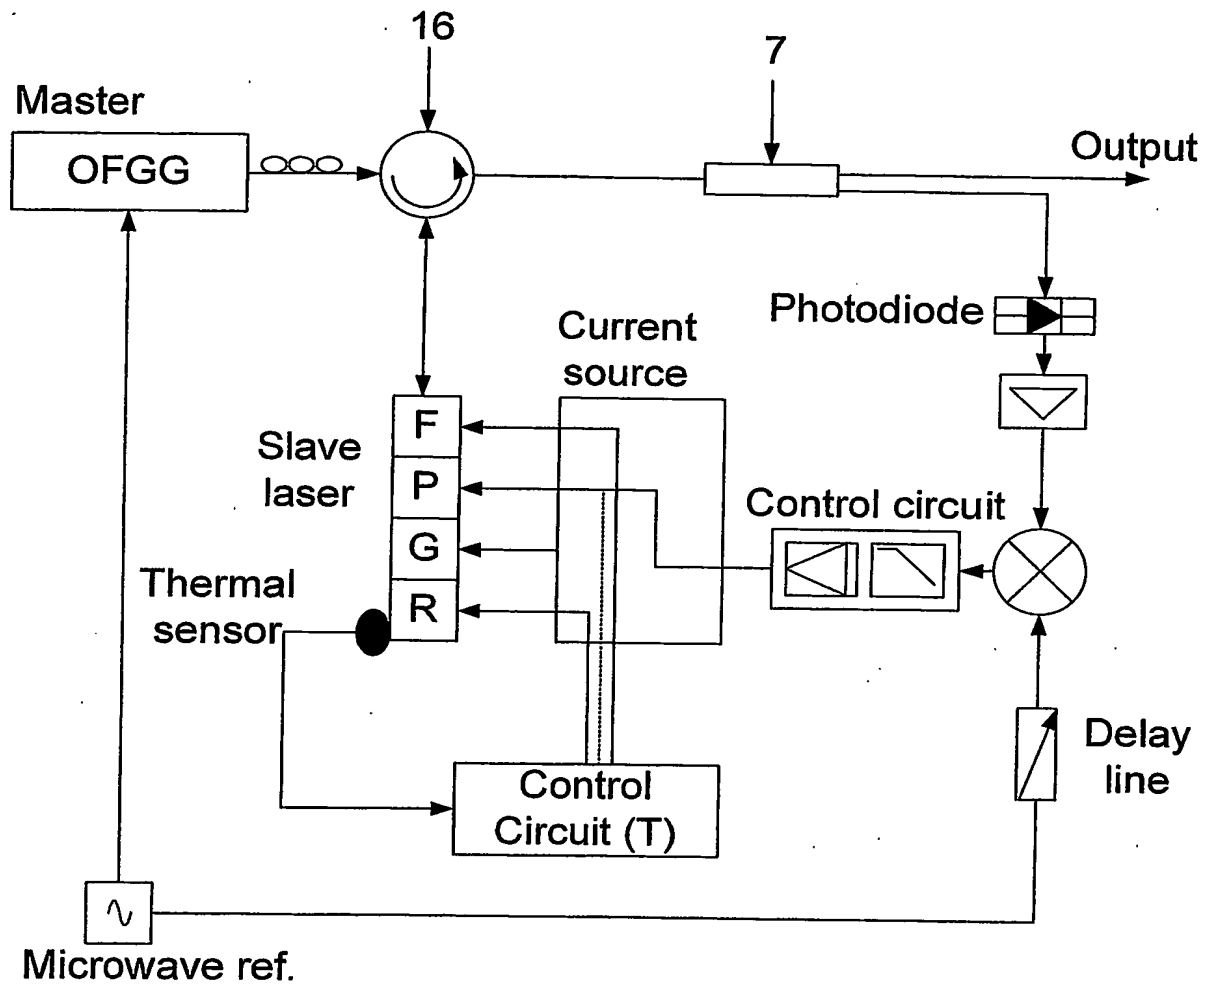 16
7
Master
OFGG
Output
Photodiode
Current
source
F
Slave
laser
P
G
R
Control circuit
Thermal
sensor
Delay
line
Control
Circuit (T)
Microwave ref.